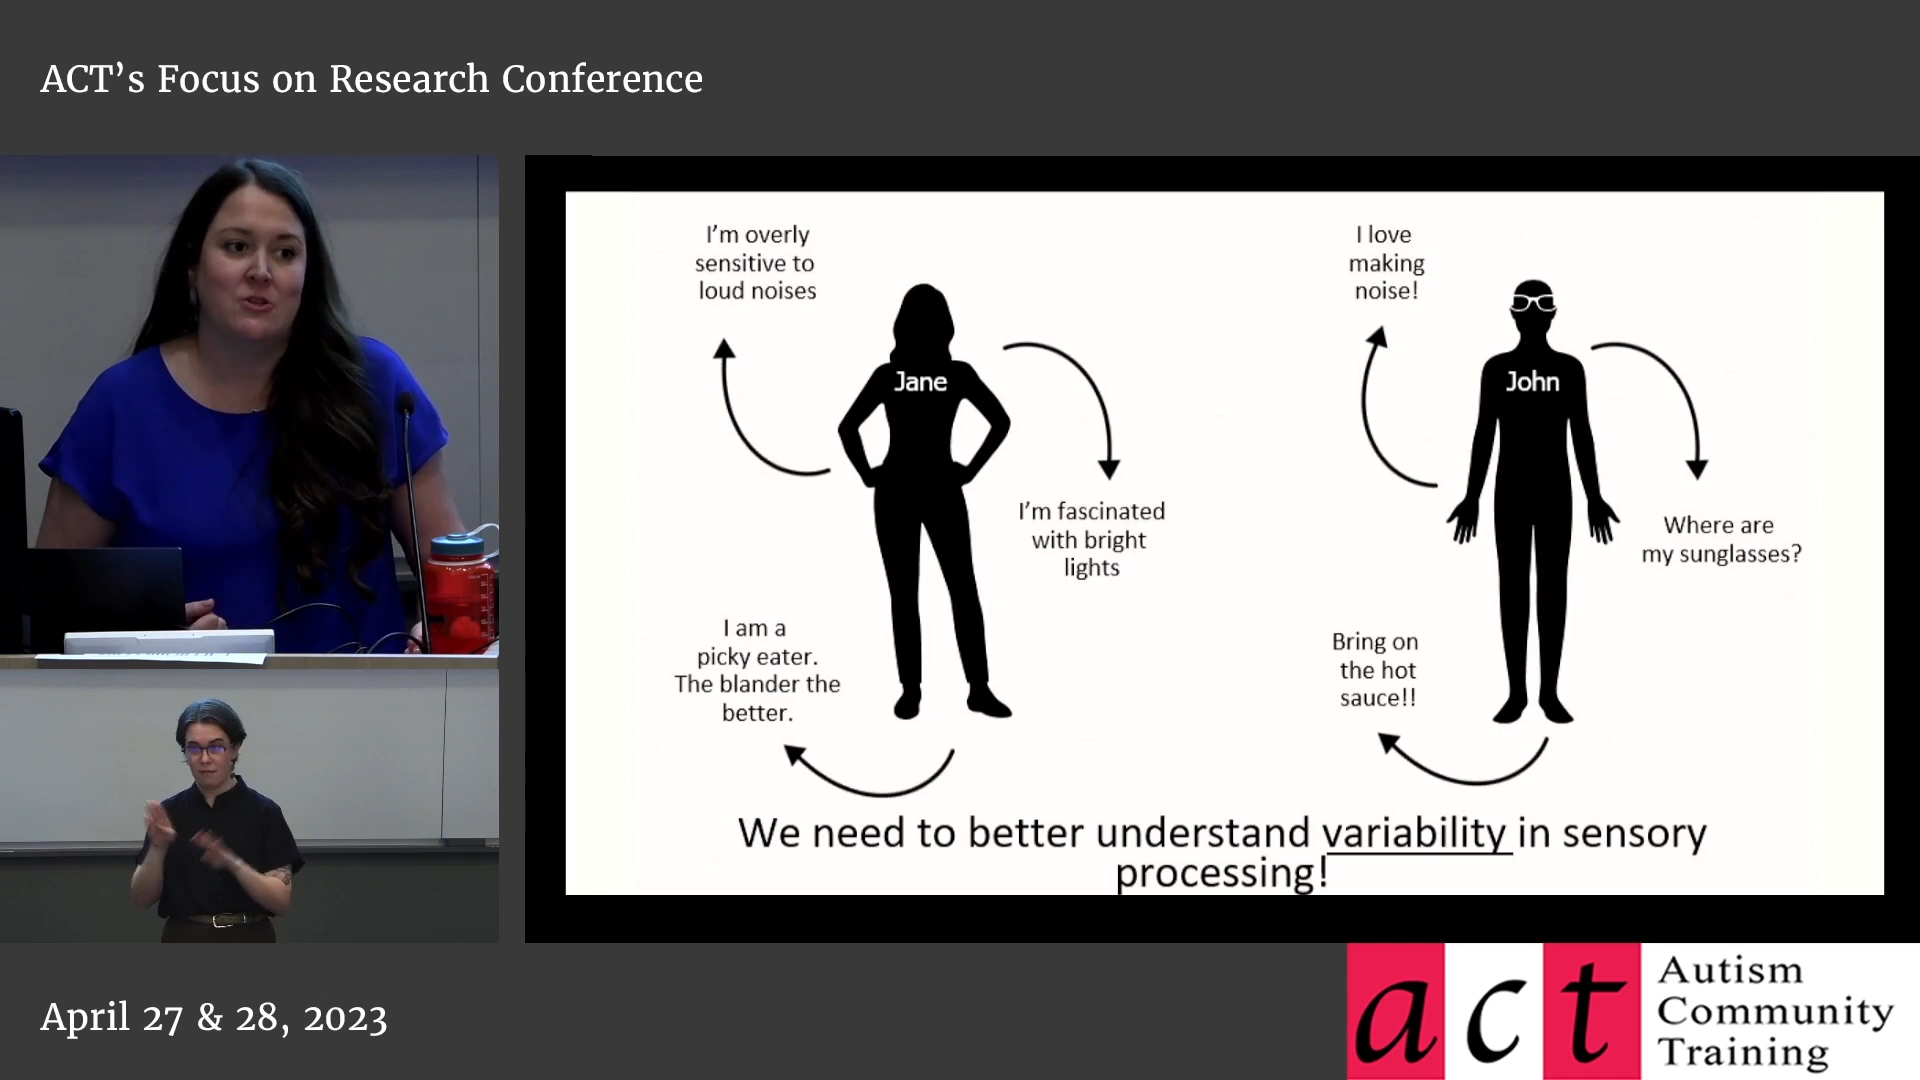 ACT’s Focus on Research Conference
I’m overly
sensitive to
loud noises
Jane
I’m fascinated
with bright
lights
I am a
picky eater.
The blander the
better.
I love
making
noise!
John
Where are
my sunglasses?
Bring on
the hot
sauce!!
We need to better understand variability in sensory
processing!
April 27 & 28, 2023
act
Autism
Community
Training